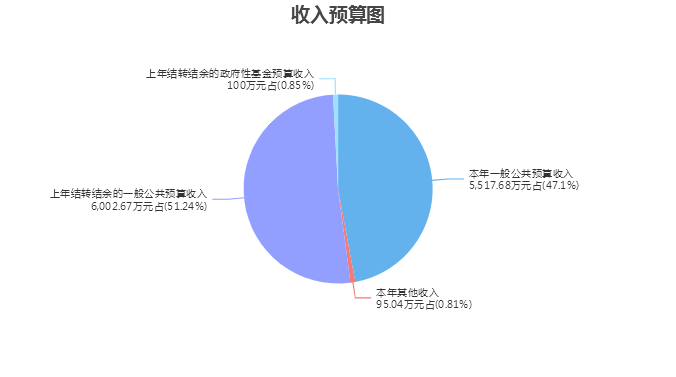 收入预算图
上年结转结余的政府性基金预算收入
100万元占(0.85%)
本年一般公共预算收入
5,517.68万元占(47.1%)
上年结转结余的一般公共预算收入
6,002.67万元占(51.24%)
本年其他收入
95.04万元占(0.81%)